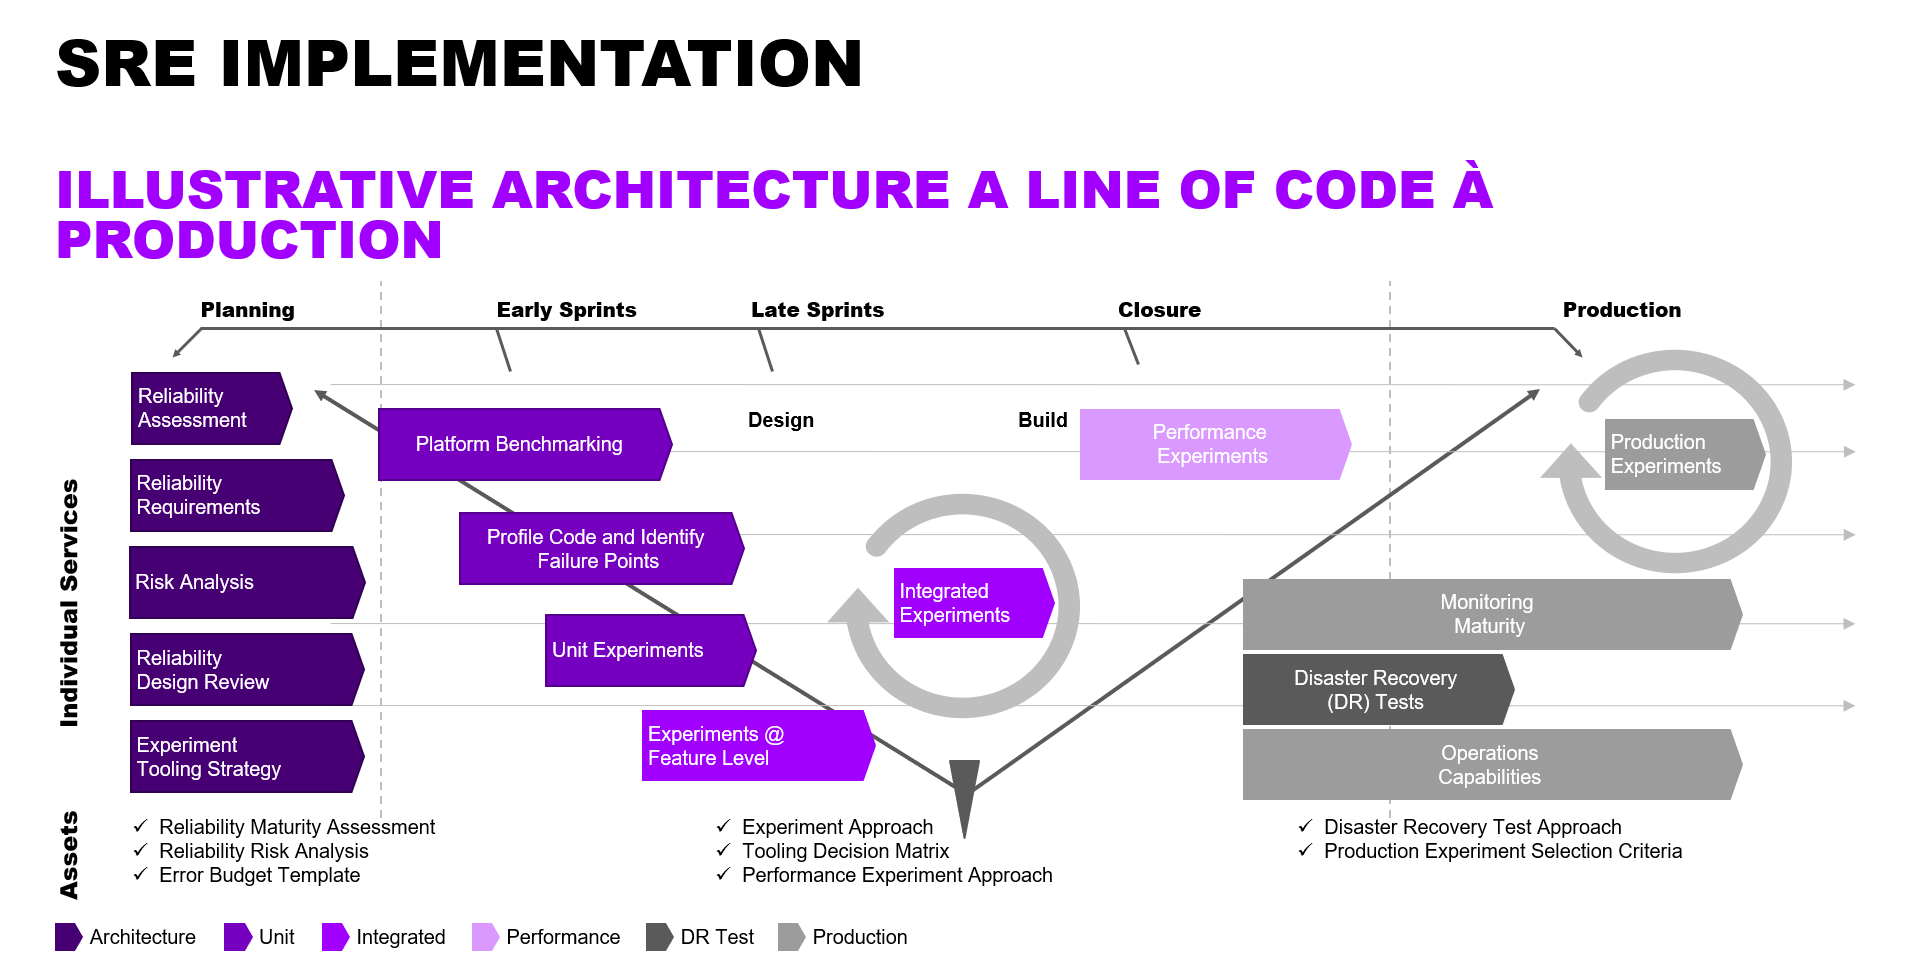 SRE IMPLEMENTATION
ILLUSTRATIVE ARCHITECTURE A LINE OF CODE À
PRODUCTION
Planning
Early Sprints
Late Sprints
Closure
Production
Individual Services
Reliability
Assessment
Reliability
Requirements
Risk Analysis
Reliability
Design Review
Experiment
Tooling Strategy
Platform Benchmarking
Profile Code and Identify
Failure Points
Unit Experiments
Experiments @
Feature Level
Design
Build
Integrated
Experiments
Performance
Experiments
Production
Experiments
Monitoring
Maturity
Disaster Recovery
(DR) Tests
Operations
Capabilities
Assets
✓ Reliability Maturity Assessment
✓ Reliability Risk Analysis
✓ Error Budget Template
✓ Experiment Approach
✓ Tooling Decision Matrix
✓ Performance Experiment Approach
✓ Disaster Recovery Test Approach
✓ Production Experiment Selection Criteria
Architecture
Unit
Integrated
Performance
DR Test
Production